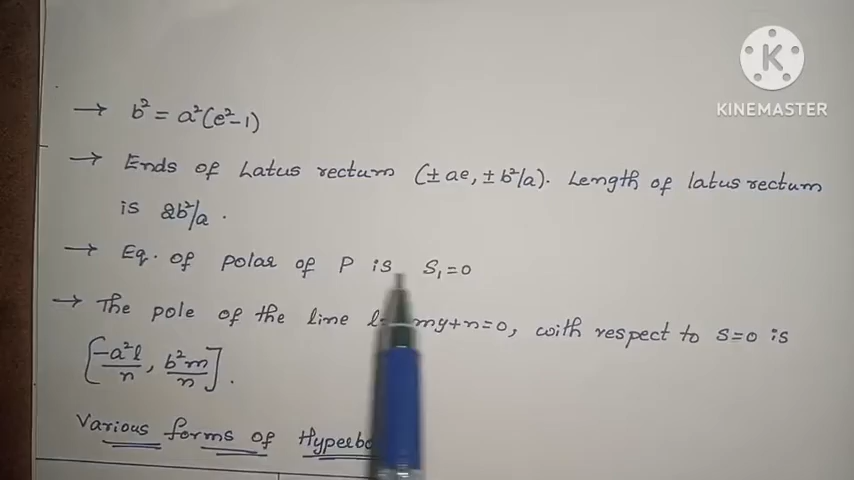 KINEMASTER
→ b² = a²(e²-1)
→ Ends of Latus rectum (± ae, ± b²/a). Length of latus rectum
is 2b²/a .
→ Eq. of polar of P is S₁=0
→ The pole of the line my+n=0, with respect to S=0 is
[-a²l/n, b²m/n].
Various forms of